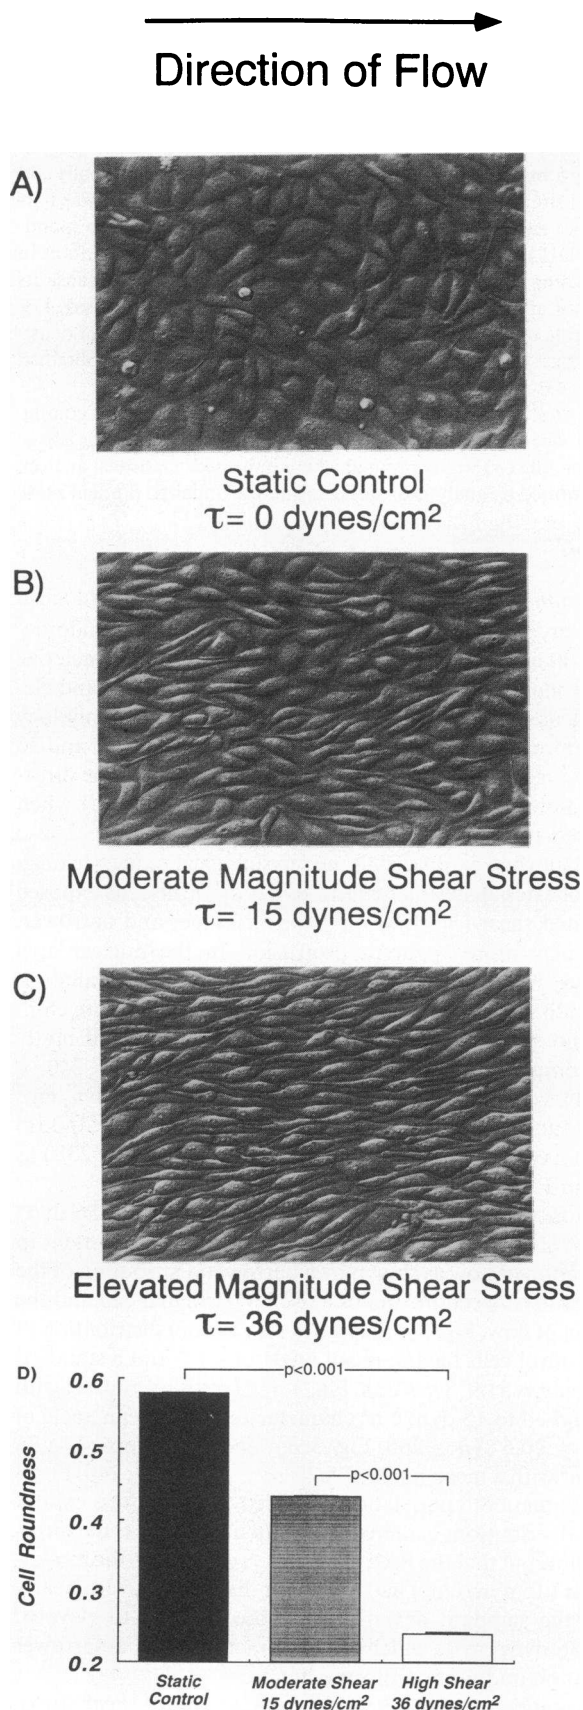 Direction of Flow
A)
Static Control
τ= 0 dynes/cm2
B)
Moderate Magnitude Shear Stress
τ= 15 dynes/cm2
C)
Elevated Magnitude Shear Stress
τ= 36 dynes/cm2
D)
p<0.001
p<0.001
Cell Roundness
0.6
0.5
0.4
0.3
0.2
Static
Control
Moderate Shear
15 dynes/cm2
High Shear
36 dynes/cm2